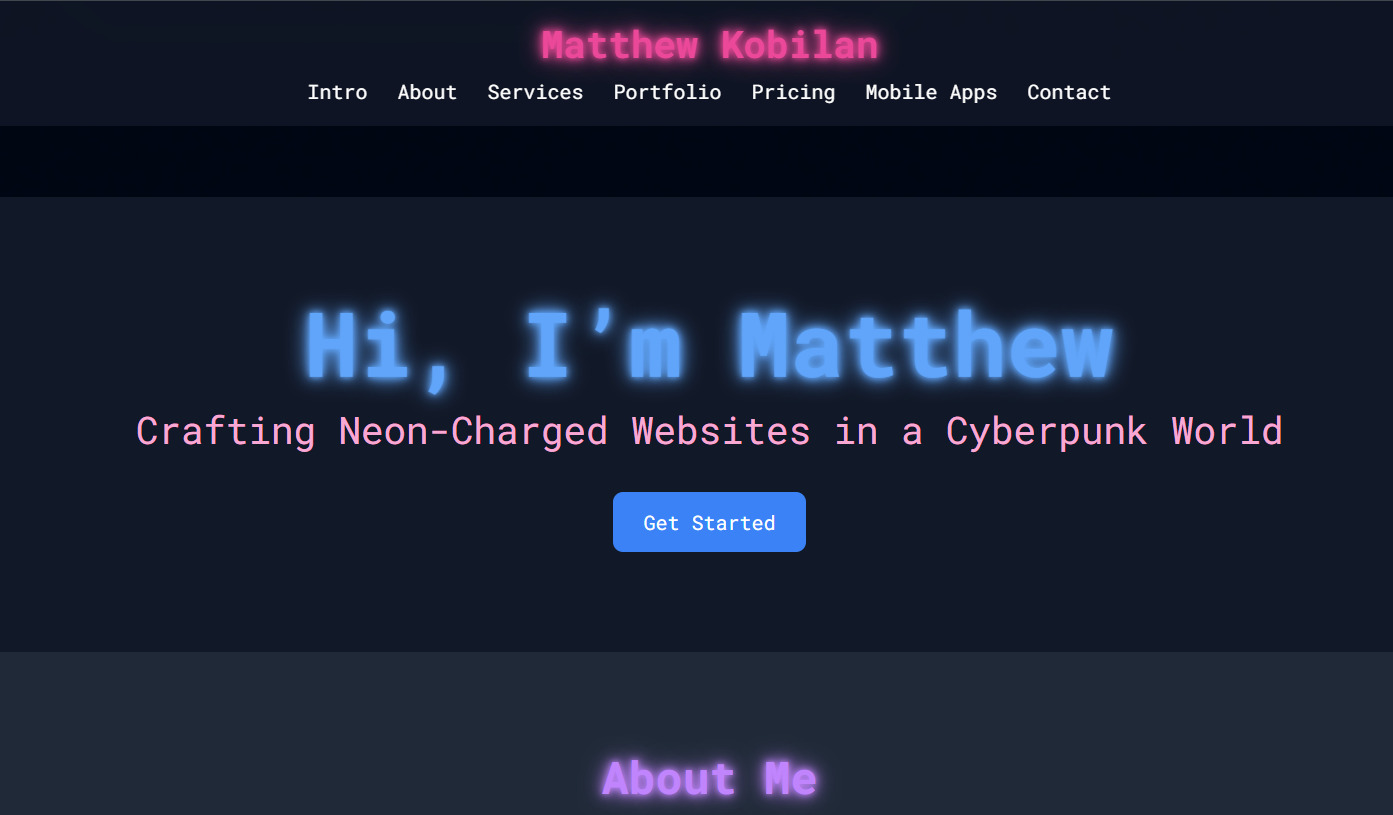 Matthew Kobilan
Intro About Services Portfolio Pricing Mobile Apps Contact
Hi, I’m Matthew
Crafting Neon-Charged Websites in a Cyberpunk World
Get Started
About Me